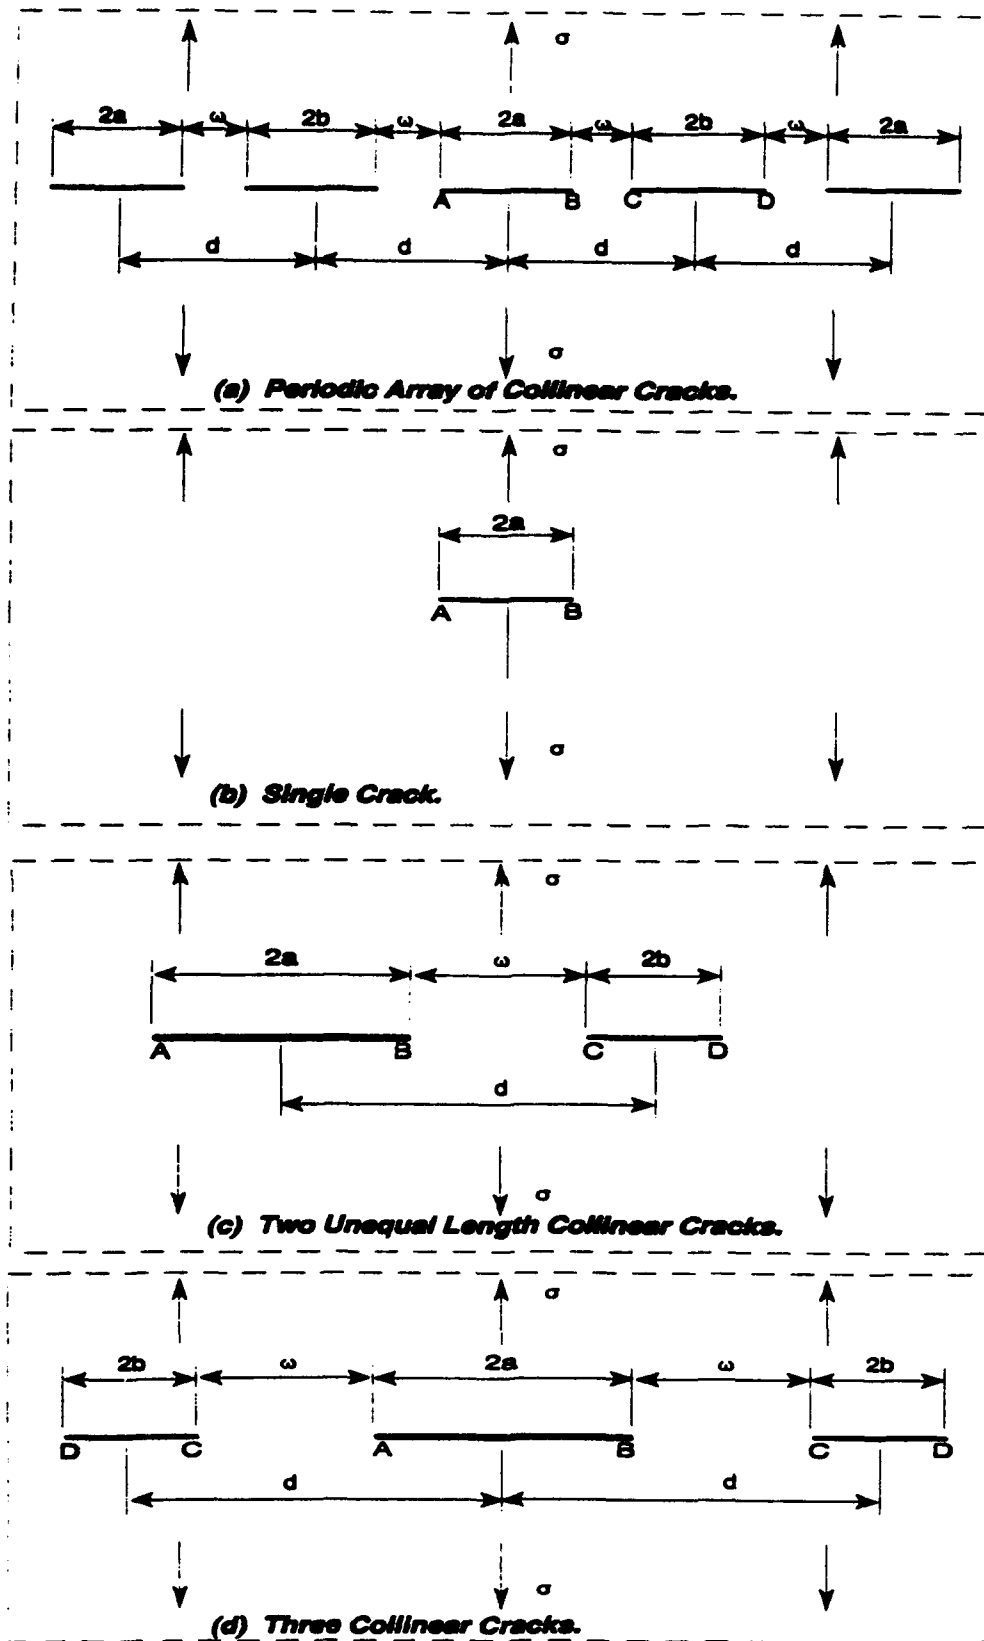 σ
2a ω 2b ω 2a ω 2b ω 2a
A B C D
d d d d
σ
(a) Periodic Array of Collinear Cracks.
σ
2a
A B
σ
(b) Single Crack.
σ
2a ω 2b
A B C D
d
σ
(c) Two Unequal Length Collinear Cracks.
σ
2b ω 2a ω 2b
D C A B C D
d d
σ
(d) Three Collinear Cracks.